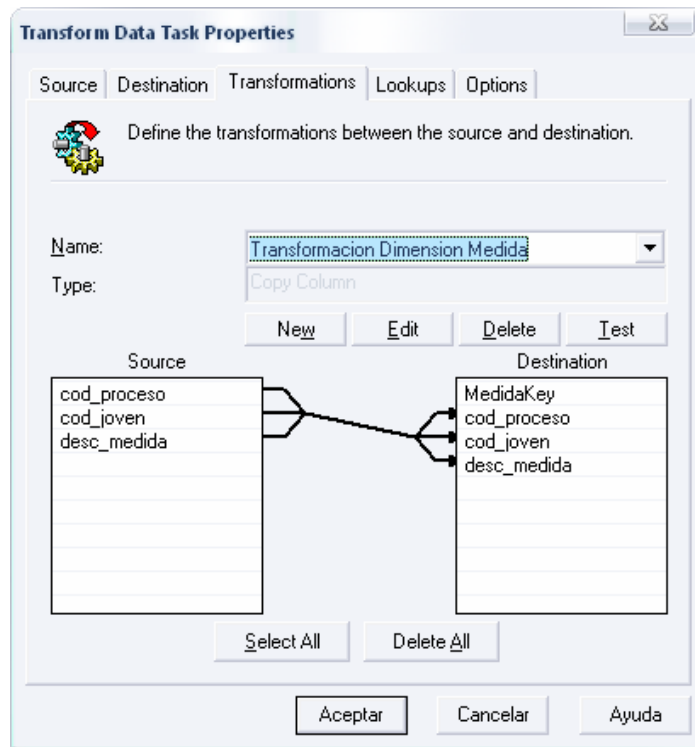 Transform Data Task Properties
Source Destination Transformations Lookups Options
Define the transformations between the source and destination.
Name: Transformacion Dimension Medida
Type: Copy Column
New Edit Delete Test
Source Destination
cod_proceso MedidaKey
cod_joven cod_proceso
desc_medida cod_joven
desc_medida
Select All Delete All
Aceptar Cancelar Ayuda